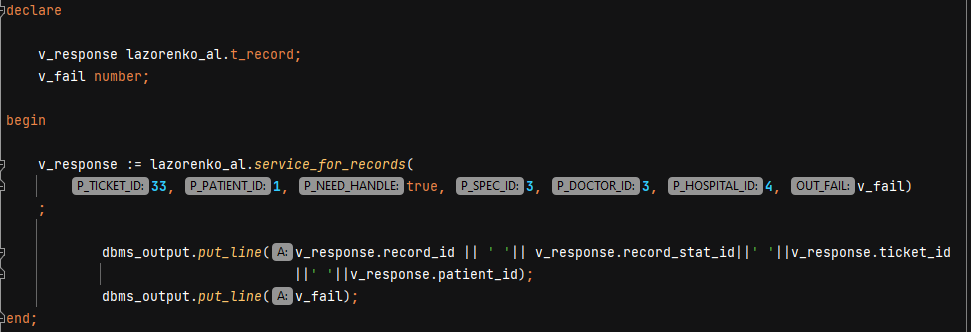 declare
v_response lazorenko_al.t_record;
v_fail number;
begin
v_response := lazorenko_al.service_for_records(
P_TICKET_ID: 33, P_PATIENT_ID: 1, P_NEED_HANDLE: true, P_SPEC_ID: 3, P_DOCTOR_ID: 3, P_HOSPITAL_ID: 4, OUT_FAIL: v_fail)
;
dbms_output.put_line( A: v_response.record_id || ' '|| v_response.record_stat_id||' '||v_response.ticket_id
||' '||v_response.patient_id);
dbms_output.put_line( A: v_fail);
end;